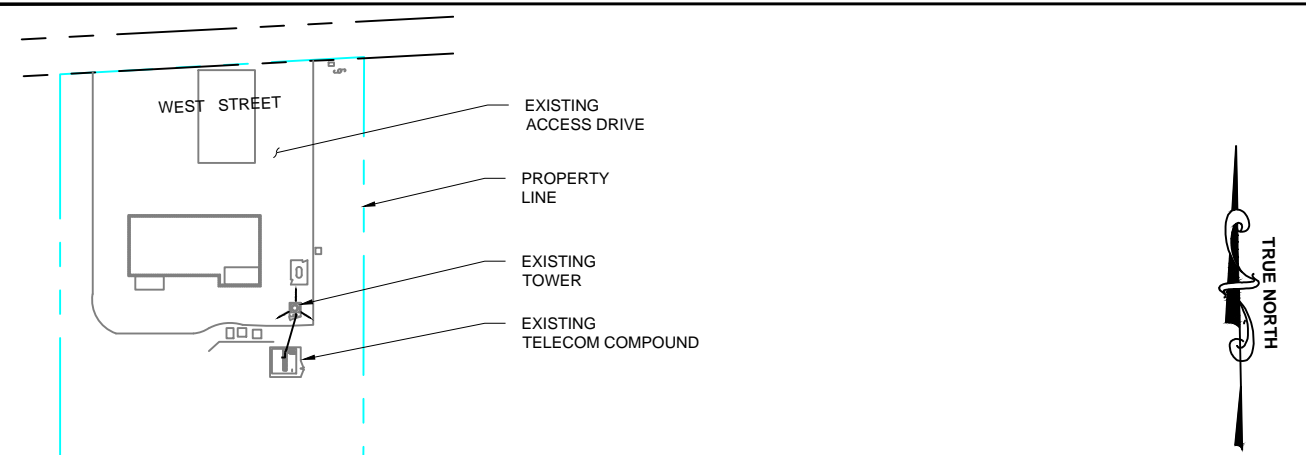 WEST STREET
EXISTING
ACCESS DRIVE
PROPERTY
LINE
EXISTING
TOWER
EXISTING
TELECOM COMPOUND
TRUE NORTH